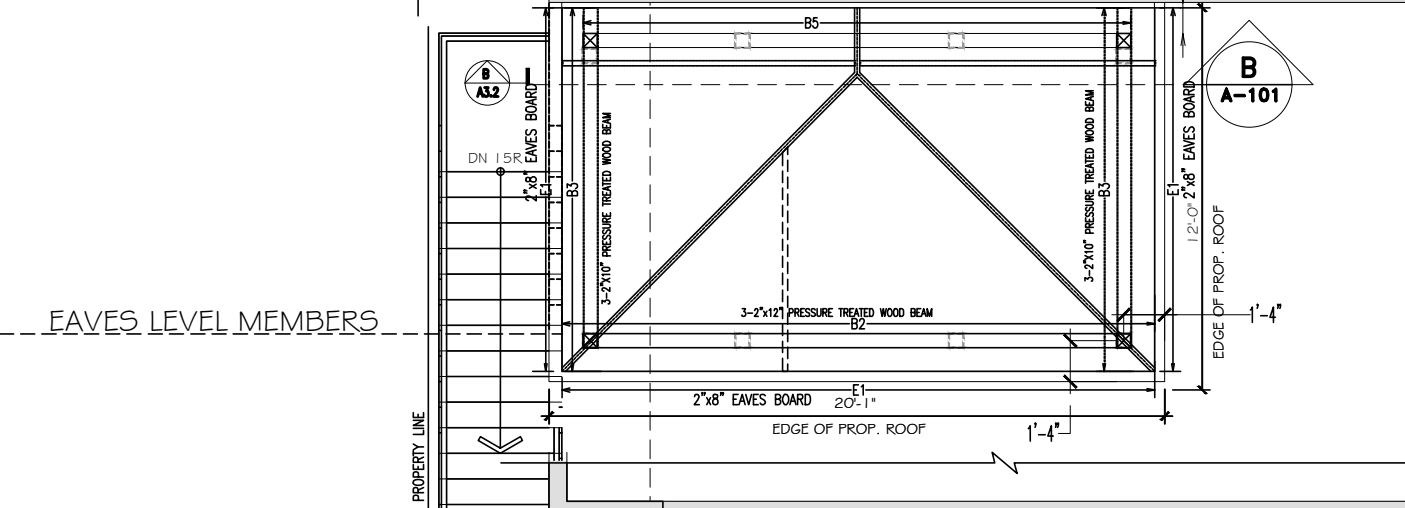 B5
B
A3.2
B
A-101
2"x8" EAVES BOARD
E1
B3
3-2"x10" PRESSURE TREATED WOOD BEAM
3-2"x10" PRESSURE TREATED WOOD BEAM
B3
E1
2"x8" EAVES BOARD
12'-0"
EDGE OF PROP. ROOF
DN 15R
EAVES LEVEL MEMBERS
3-2"x12" PRESSURE TREATED WOOD BEAM
B2
1'-4"
E1
2"x8" EAVES BOARD
20'-1"
EDGE OF PROP. ROOF
1'-4"
PROPERTY LINE